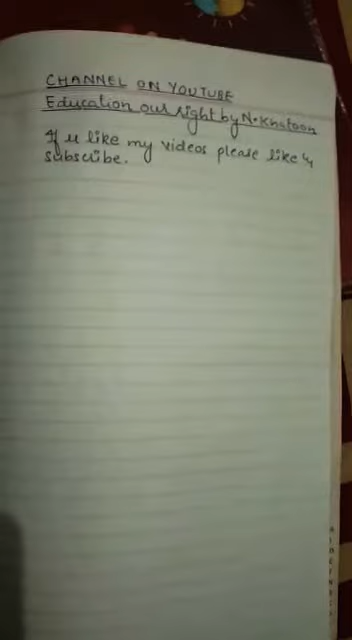 CHANNEL ON YOUTUBE
Education our right by N. Khatoon
If u like my videos please like &
subscribe.